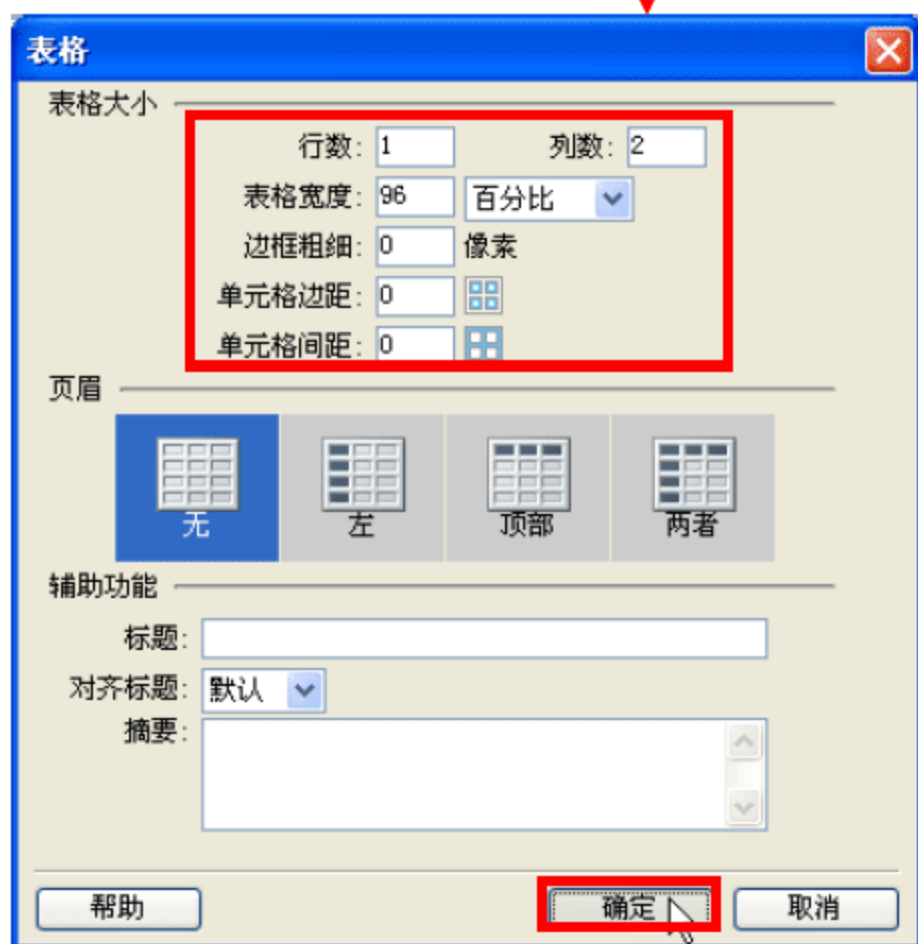 表格
表格大小
行数: 1 列数: 2
表格宽度: 96 百分比
边框粗细: 0 像素
单元格边距: 0
单元格间距: 0
页眉
无 左 顶部 两者
辅助功能
标题:
对齐标题: 默认
摘要:
帮助 确定 取消